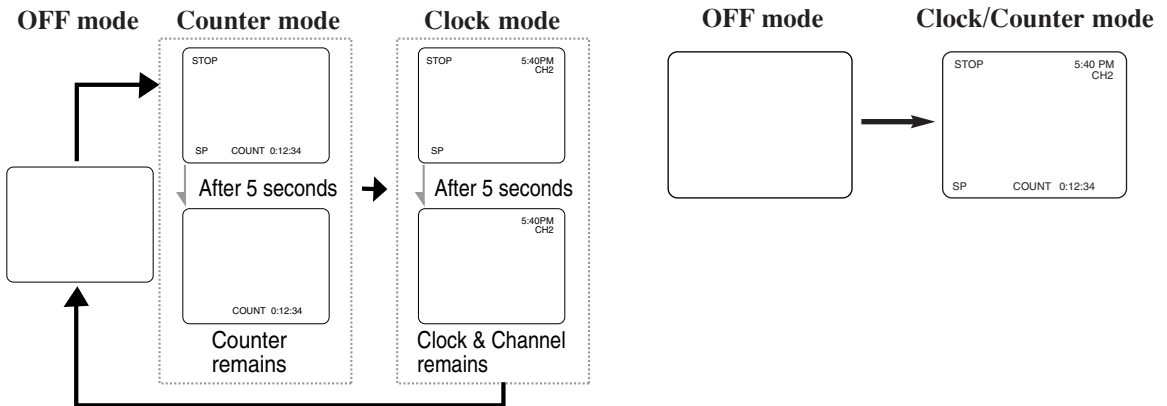 OFF mode
Counter mode
Clock mode
STOP
SP COUNT 0:12:34
After 5 seconds
COUNT 0:12:34
Counter
remains
STOP 5:40PM
CH2
SP
After 5 seconds
5:40PM
CH2
Clock & Channel
remains
OFF mode
Clock/Counter mode
STOP 5:40 PM
CH2
SP COUNT 0:12:34